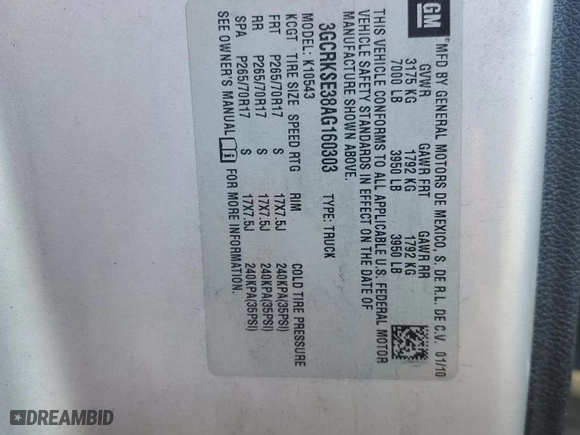 GM
MFD BY GENERAL MOTORS DE MEXICO, S. DE R.L. DE C.V. 01/10
GVWR GAWR FRT GAWR RR
3175 KG 1792 KG 1792 KG
7000 LB 3950 LB 3950 LB
THIS VEHICLE CONFORMS TO ALL APPLICABLE U.S. FEDERAL MOTOR
VEHICLE SAFETY STANDARDS IN EFFECT ON THE DATE OF
MANUFACTURE SHOWN ABOVE.
3GCRKSE38AG160303 TYPE: TRUCK
MODEL: K10543
KCGT TIRE SIZE SPEED RTG RIM COLD TIRE PRESSURE
FRT P265/70R17 S 17X7.5J 240KPA(35PSI)
RR P265/70R17 S 17X7.5J 240KPA(35PSI)
SPA P265/70R17 S 17X7.5J 240KPA(35PSI)
SEE OWNER'S MANUAL FOR MORE INFORMATION.
DREAMBID